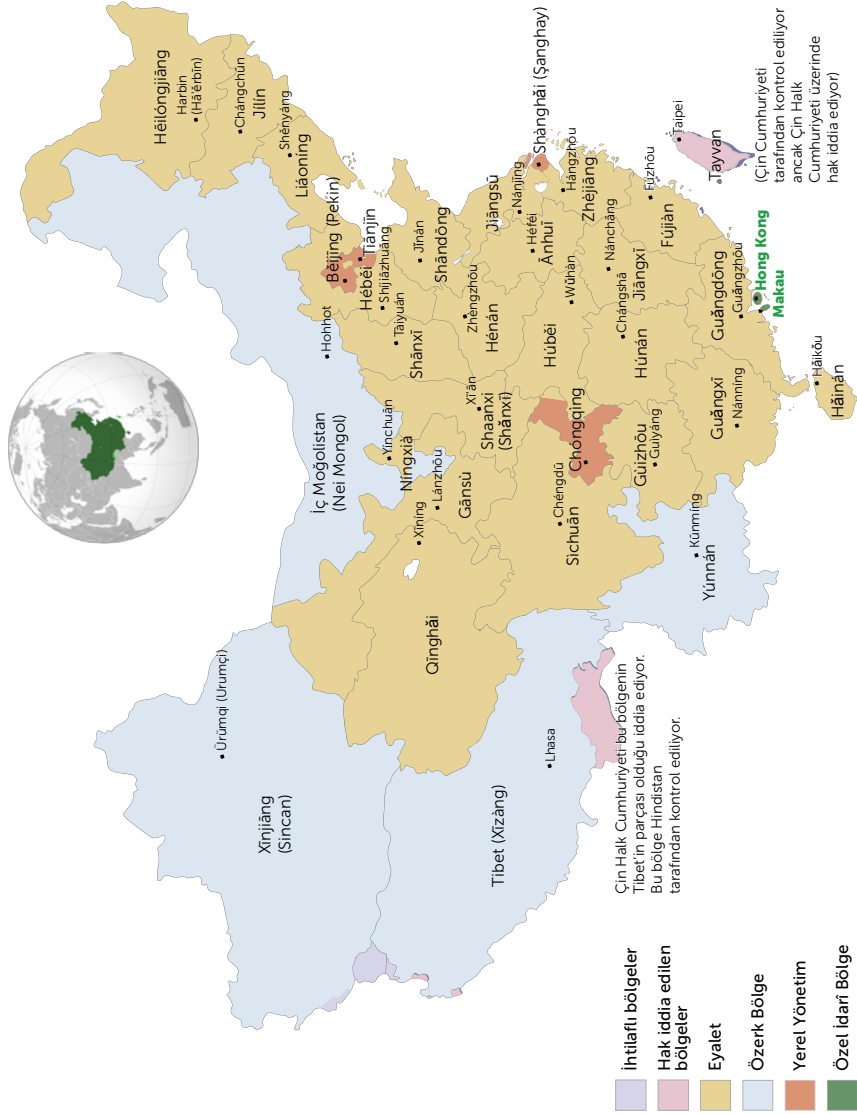 Hēilóngjiāng
Harbin
(Hā'ěrbīn)
Chángchūn
Jílín
Shěnyáng
Liáoníng
Běijīng (Pekin)
Tiānjīn
Héběi
Shíjiāzhuāng
Hohhot
Tàiyuán
Shānxī
Jǐnán
Shāndōng
Jiāngsū
Nánjīng
Shànghǎi (Şanghay)
Héféi
Ānhuī
Hángzhōu
Zhèjiāng
Zhèngzhōu
Hénán
Xī'ān
Shaanxi
(Shǎnxī)
Húběi
Wǔhàn
Nánchāng
Jiāngxī
Chángshā
Húnán
Fúzhōu
Fújiàn
Taipei
Tayvan
(Çin Cumhuriyeti
tarafından kontrol ediliyor
ancak Çin Halk
Cumhuriyeti üzerinde
hak iddia ediyor)
Guǎngdōng
Guǎngzhōu
Hong Kong
Makau
Hǎikǒu
Hǎinán
Guǎngxī
Nánníng
Gùizhōu
Guìyáng
Chóngqìng
Chéngdū
Sìchuān
Kūnmíng
Yúnnán
İç Moğolistan
(Nei Mongol)
Yínchuān
Níngxià
Lánzhōu
Gānsù
Xīníng
Qīnghǎi
Ürümqi (Urumçi)
Xīnjiāng
(Sincan)
Lhasa
Tibet (Xīzàng)
Çin Halk Cumhuriyeti bu bölgenin
Tibet'in parçası olduğu iddia ediyor.
Bu bölge Hindistan
tarafından kontrol ediliyor.
İhtilaflı bölgeler
Hak iddia edilen
bölgeler
Eyalet
Özerk Bölge
Yerel Yönetim
Özel İdarî Bölge